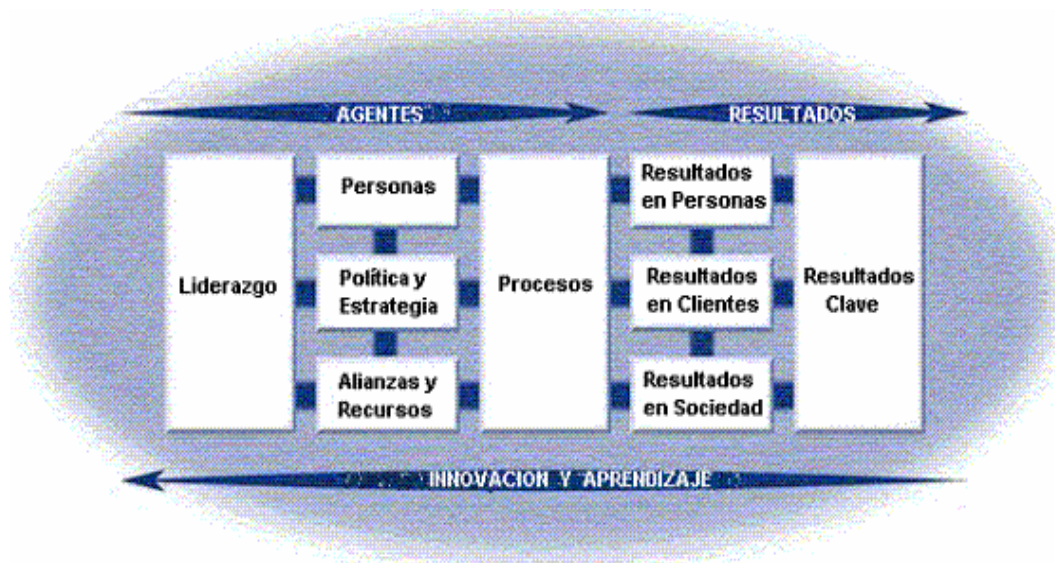 AGENTES
RESULTADOS
Liderazgo
Personas
Política y
Estrategia
Alianzas y
Recursos
Procesos
Resultados
en Personas
Resultados
en Clientes
Resultados
en Sociedad
Resultados
Clave
INNOVACION Y APRENDIZAJE